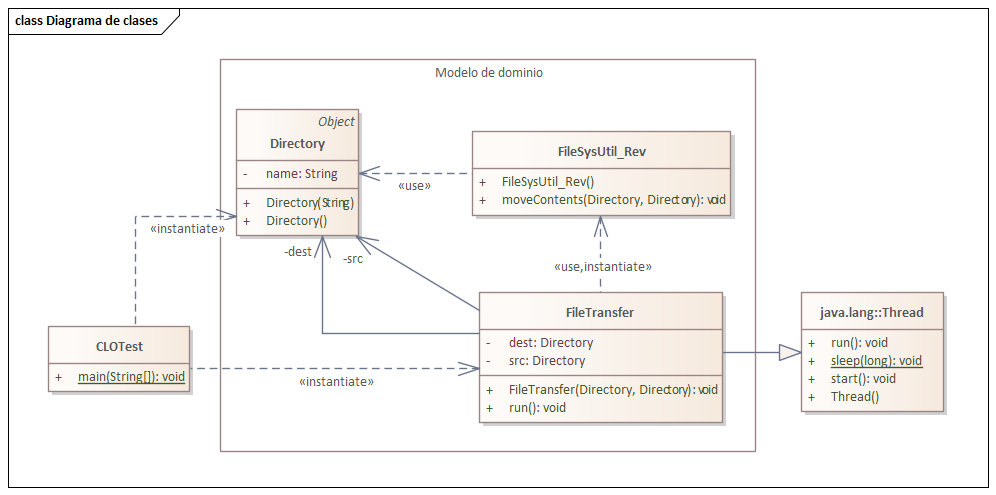 class Diagrama de clases
Modelo de dominio
Object
Directory
- name: String
+ Directory(String)
+ Directory()
FileSysUtil_Rev
+ FileSysUtil_Rev()
+ moveContents(Directory, Directory): void
«use»
«instantiate»
-dest
-src
«use,instantiate»
FileTransfer
- dest: Directory
- src: Directory
+ FileTransfer(Directory, Directory): void
+ run(): void
java.lang::Thread
+ run(): void
+ sleep(long): void
+ start(): void
+ Thread()
CLOTest
+ main(String[]): void
«instantiate»